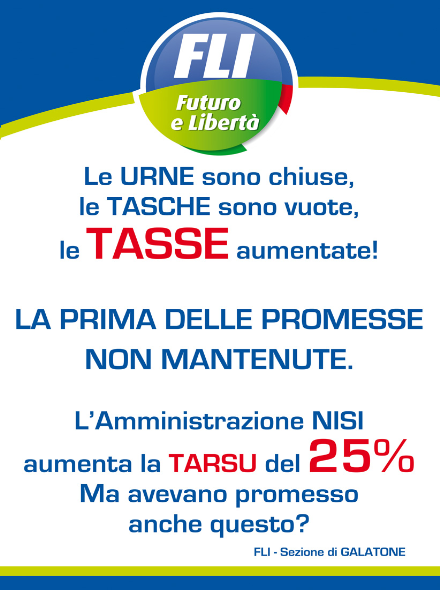 FLI
Futuro
e Libertà
Le URNE sono chiuse,
le TASCHE sono vuote,
le TASSE aumentate!
LA PRIMA DELLE PROMESSE
NON MANTENUTE.
L'Amministrazione NISI
aumenta la TARSU del 25%
Ma avevano promesso
anche questo?
FLI - Sezione di GALATONE